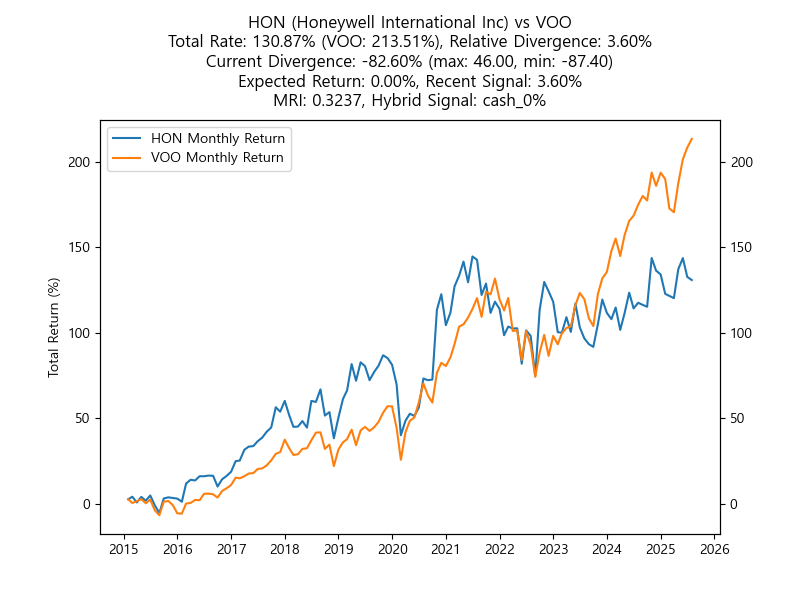 HON (Honeywell International Inc) vs VOO
Total Rate: 130.87% (VOO: 213.51%), Relative Divergence: 3.60%
Current Divergence: -82.60% (max: 46.00, min: -87.40)
Expected Return: 0.00%, Recent Signal: 3.60%
MRI: 0.3237, Hybrid Signal: cash_0%
HON Monthly Return
VOO Monthly Return
200
150
100
50
0
200
150
100
50
0
Total Return (%)
2015 2016 2017 2018 2019 2020 2021 2022 2023 2024 2025 2026